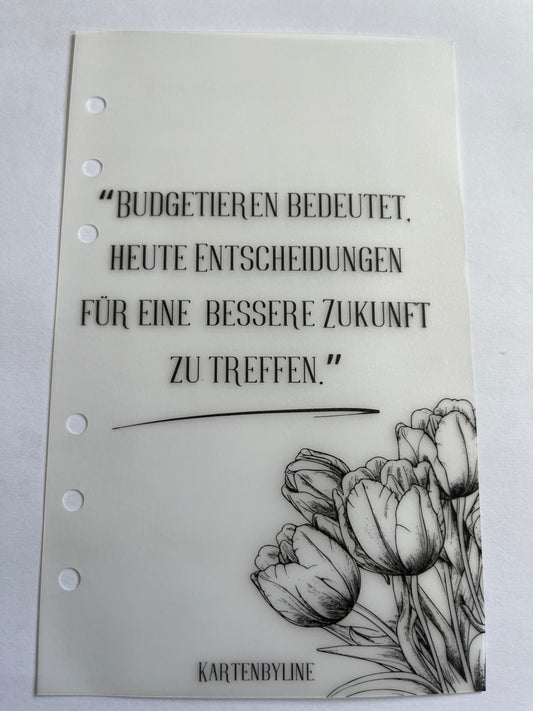 "Budgetieren bedeutet,
heute Entscheidungen
für eine bessere Zukunft
zu treffen."
KARTENBYLINE